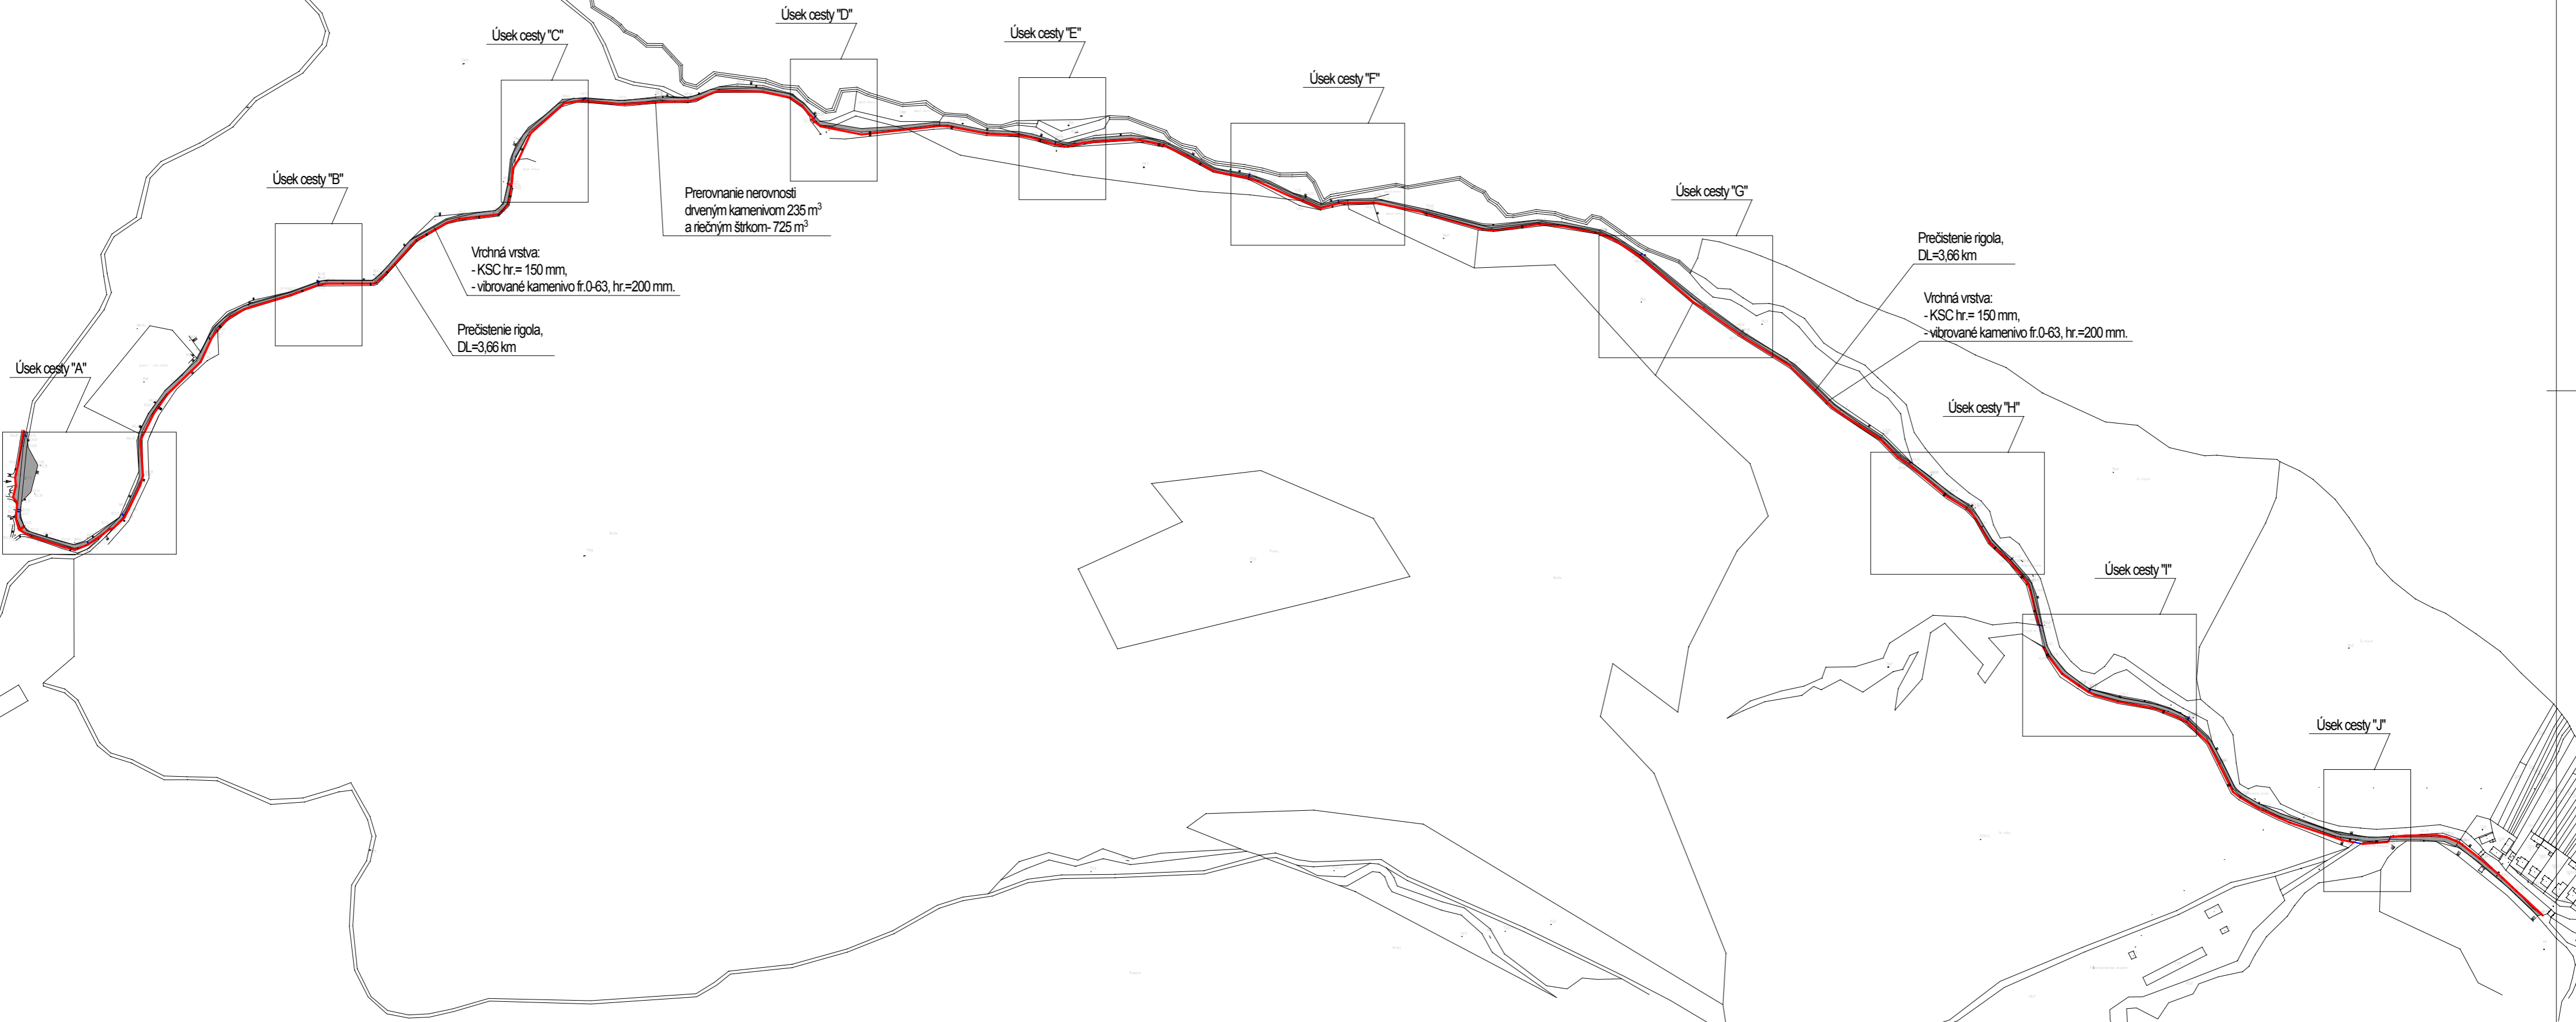 Úsek cesty "A"
Úsek cesty "B"
Úsek cesty "C"
Úsek cesty "D"
Úsek cesty "E"
Úsek cesty "F"
Úsek cesty "G"
Úsek cesty "H"
Úsek cesty "I"
Úsek cesty "J"
Prerovnanie nerovnosti
drveným kamenivom 235 m³
a riečným štrkom- 725 m³
Vrchná vrstva:
- KSC hr.= 150 mm,
- vibrované kamenivo fr.0-63, hr.=200 mm.
Prečistenie rigola,
DL=3,66 km
Prečistenie rigola,
DL=3,66 km
Vrchná vrstva:
- KSC hr.= 150 mm,
- vibrované kamenivo fr.0-63, hr.=200 mm.